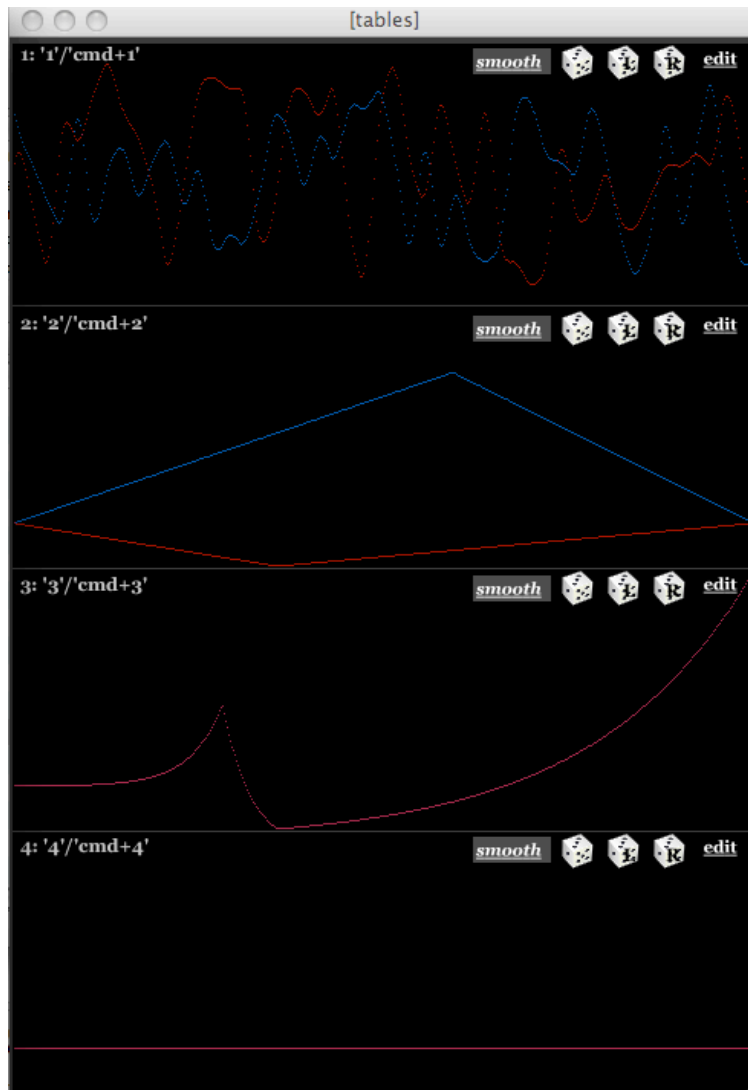 [tables]
1: '1'/'cmd+1' smooth L R edit
2: '2'/'cmd+2' smooth L R edit
3: '3'/'cmd+3' smooth L R edit
4: '4'/'cmd+4' smooth L R edit